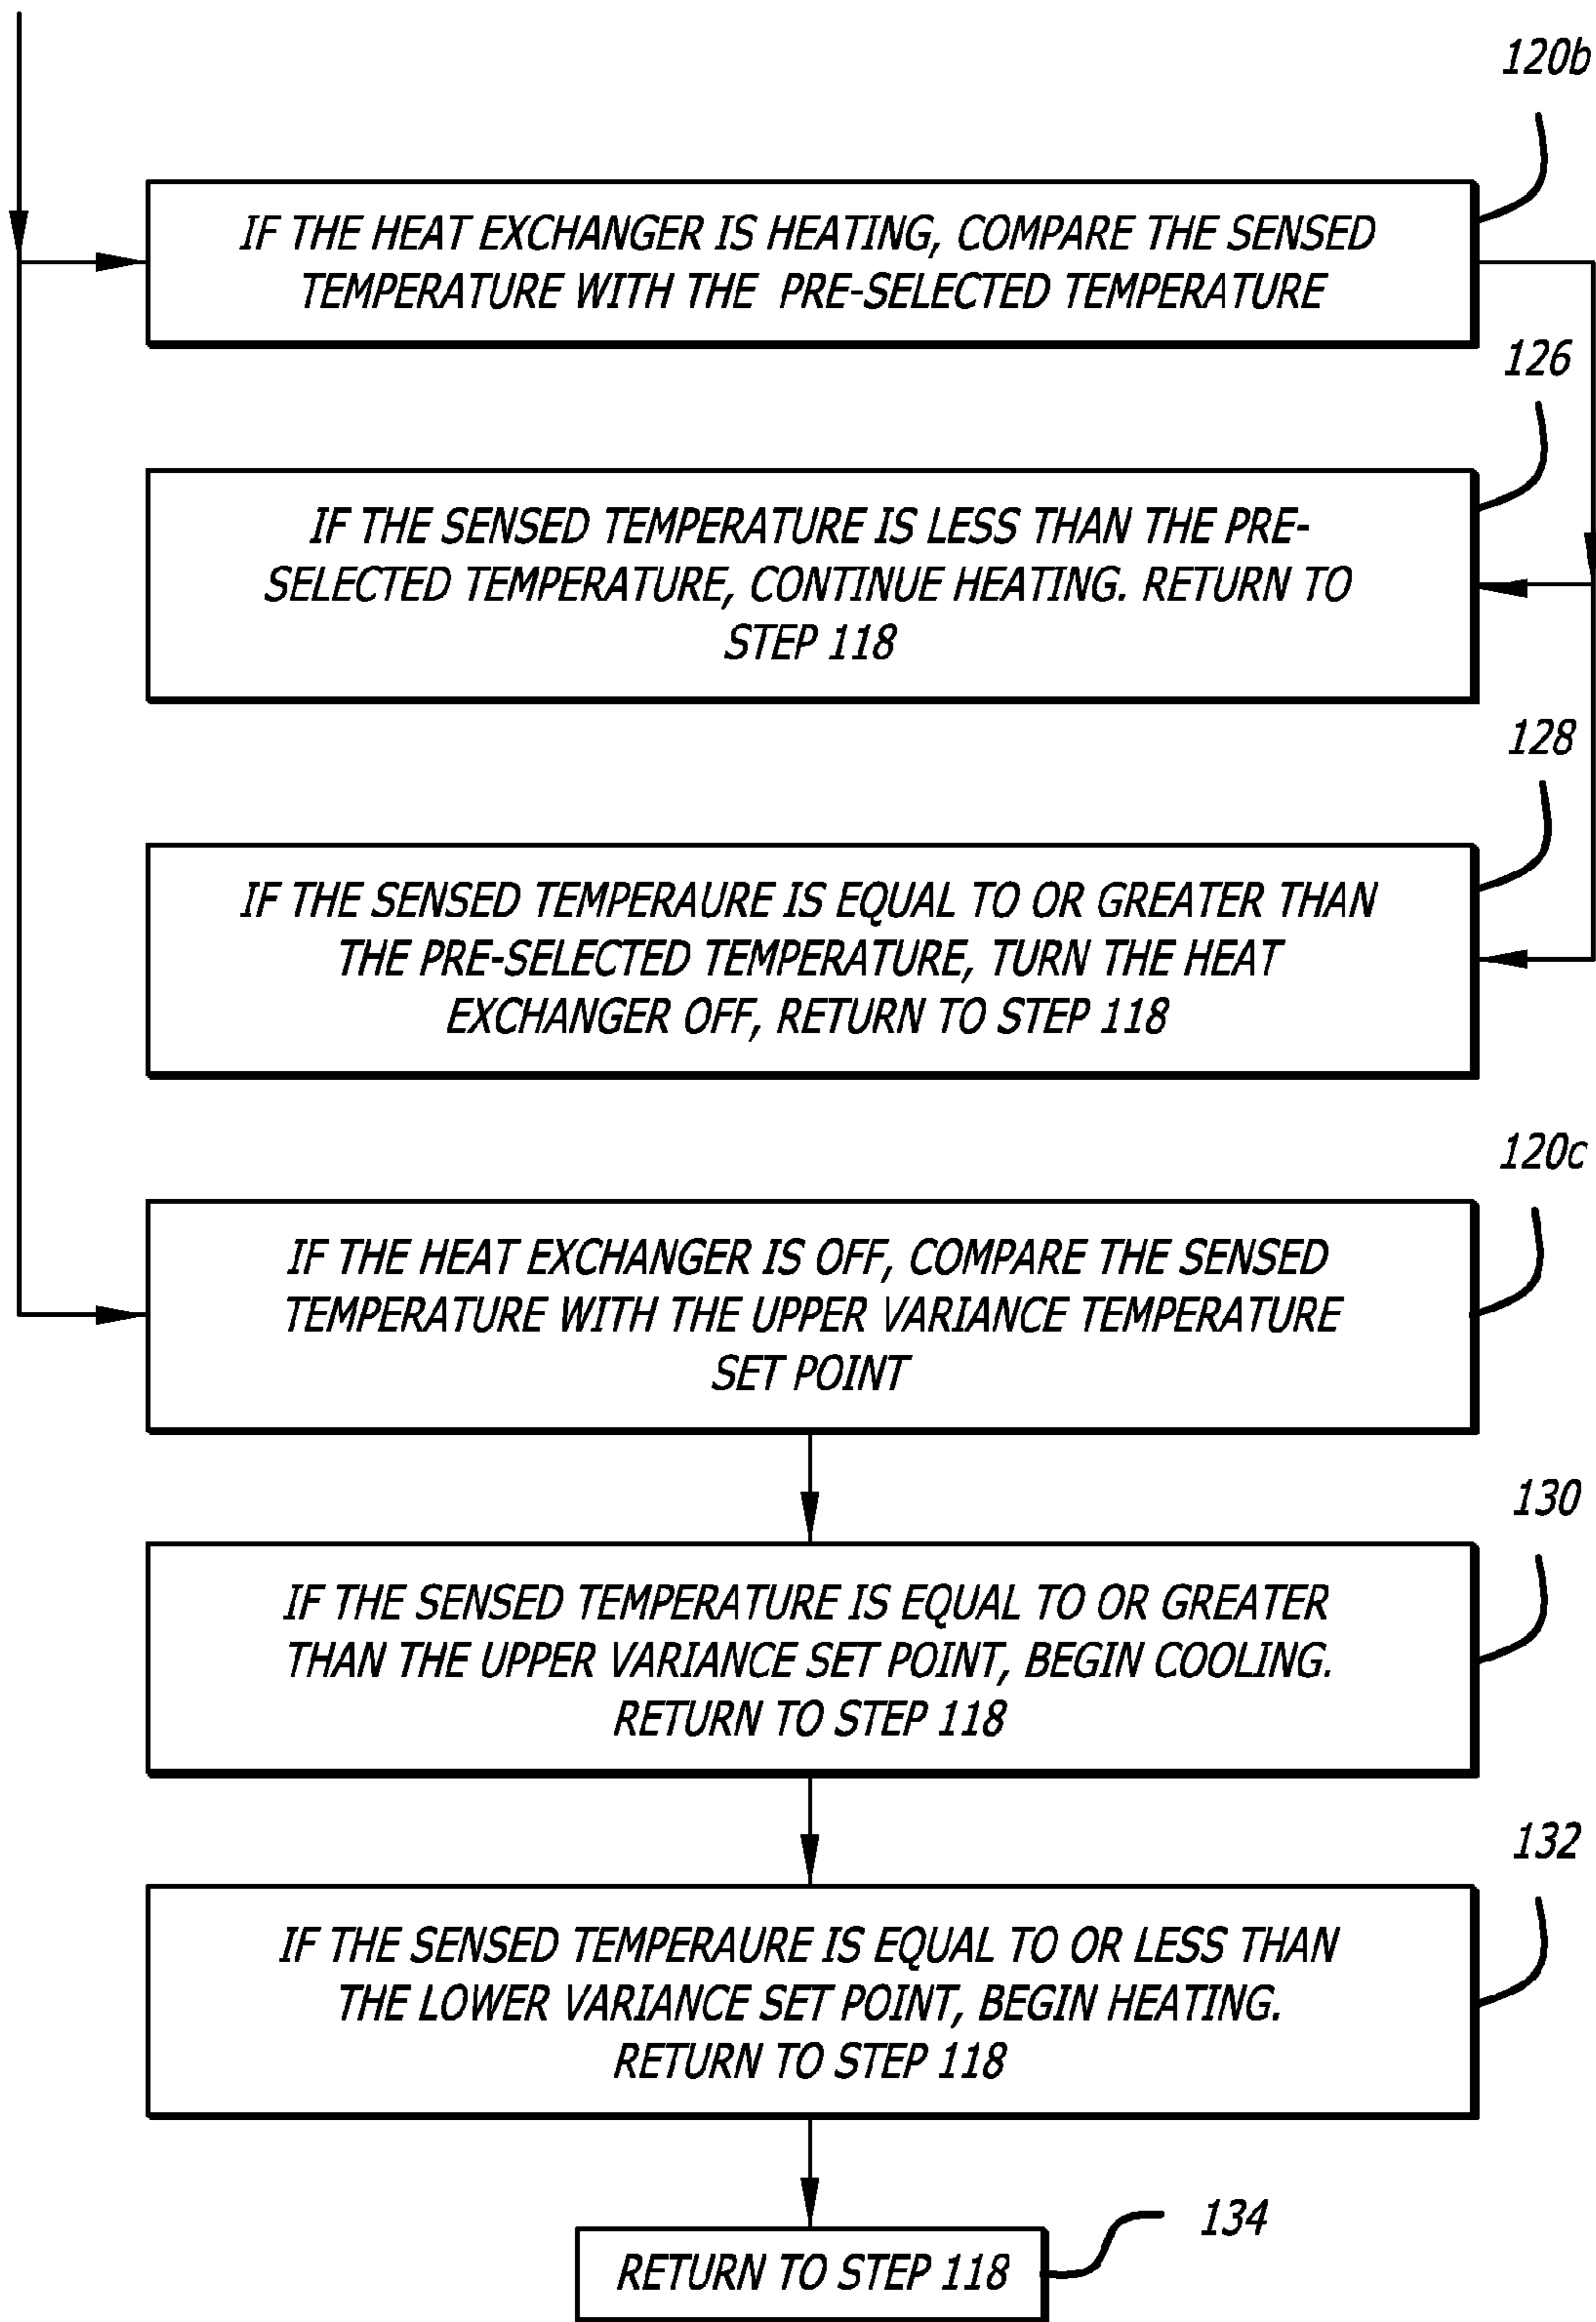 120b
IF THE HEAT EXCHANGER IS HEATING, COMPARE THE SENSED
TEMPERATURE WITH THE PRE-SELECTED TEMPERATURE
126
IF THE SENSED TEMPERATURE IS LESS THAN THE PRE-
SELECTED TEMPERATURE, CONTINUE HEATING. RETURN TO
STEP 118
128
IF THE SENSED TEMPERAURE IS EQUAL TO OR GREATER THAN
THE PRE-SELECTED TEMPERATURE, TURN THE HEAT
EXCHANGER OFF, RETURN TO STEP 118
120c
IF THE HEAT EXCHANGER IS OFF, COMPARE THE SENSED
TEMPERATURE WITH THE UPPER VARIANCE TEMPERATURE
SET POINT
130
IF THE SENSED TEMPERATURE IS EQUAL TO OR GREATER
THAN THE UPPER VARIANCE SET POINT, BEGIN COOLING.
RETURN TO STEP 118
132
IF THE SENSED TEMPERAURE IS EQUAL TO OR LESS THAN
THE LOWER VARIANCE SET POINT, BEGIN HEATING.
RETURN TO STEP 118
134
RETURN TO STEP 118